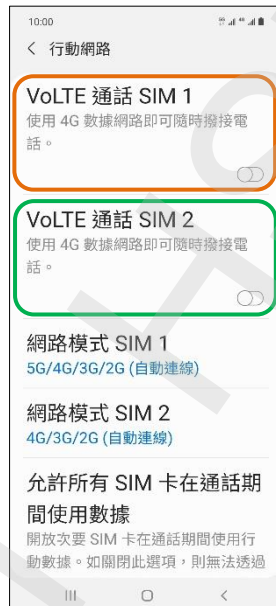 10:00
行動網路
VoLTE 通話 SIM 1
使用 4G 數據網路即可隨時撥接電
話。
VoLTE 通話 SIM 2
使用 4G 數據網路即可隨時撥接電
話。
網路模式 SIM 1
5G/4G/3G/2G (自動連線)
網路模式 SIM 2
4G/3G/2G (自動連線)
允許所有 SIM 卡在通話期
間使用數據
開放次要 SIM 卡在通話期間使用行
動數據。如關閉此選項，則無法透過